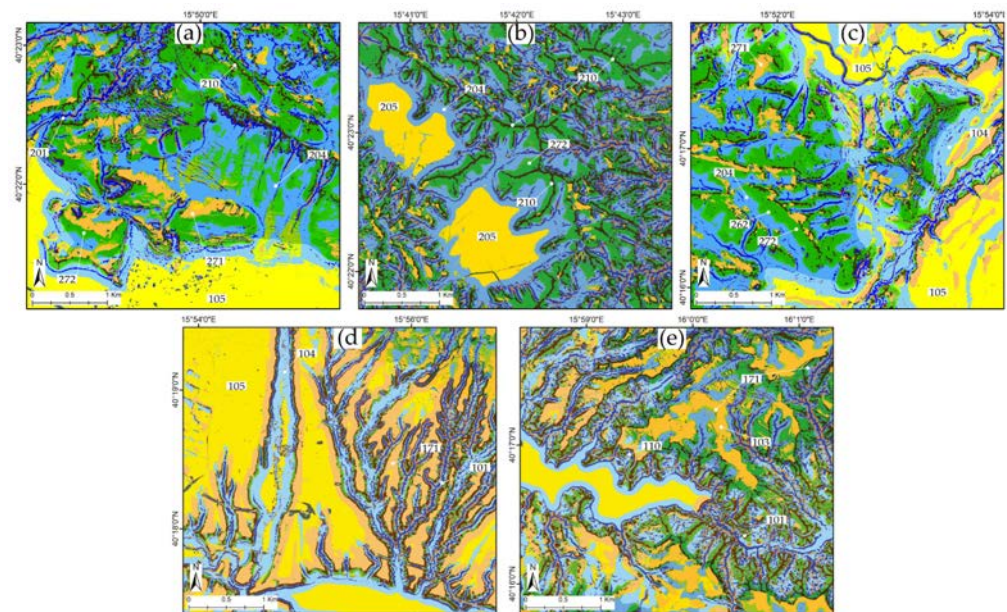 15°50'0"E
(a)
40°23'0"N
40°22'0"N
210
201
204
271
272
105
N
0 0.5 1 Km
15°41'0"E 15°42'0"E 15°43'0"E
(b)
40°23'0"N
40°22'0"N
210
204
205
272
210
205
N
0 0.5 1 Km
15°52'0"E 15°54'0"E
(c)
40°17'0"N
40°16'0"N
271
105
104
204
262
272
105
N
0 0.5 1 Km
15°54'0"E 15°56'0"E
(d)
40°19'0"N
40°18'0"N
104
105
171
101
N
0 0.5 1 Km
15°59'0"E 16°0'0"E 16°1'0"E
(e)
40°17'0"N
40°16'0"N
171
110
103
101
N
0 0.5 1 Km